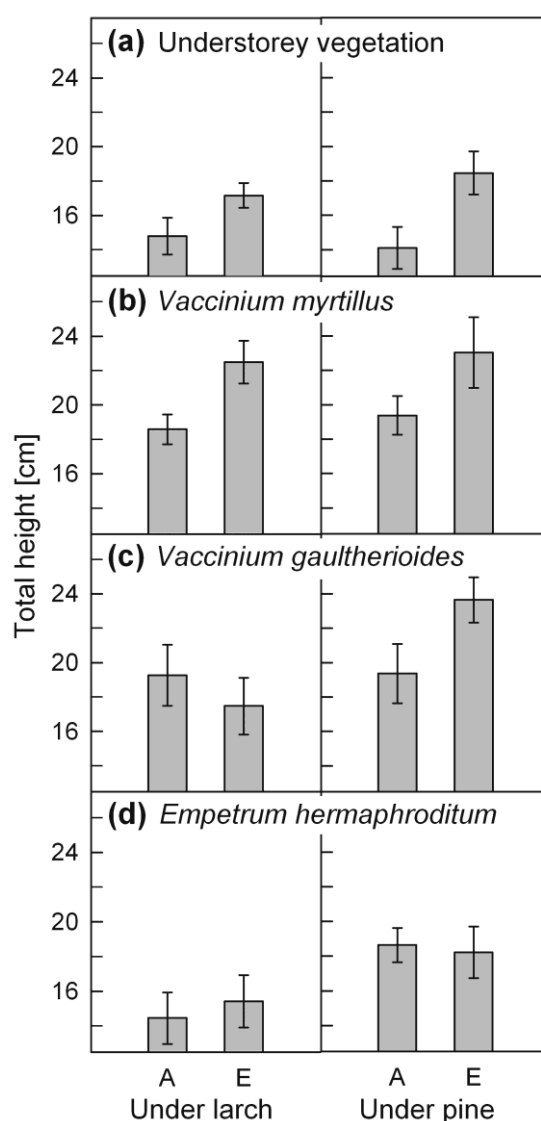 (a) Understorey vegetation
24
20
16
(b) Vaccinium myrtillus
24
20
16
(c) Vaccinium gaultherioides
24
20
16
(d) Empetrum hermaphroditum
24
20
16
Total height [cm]
A E A E
Under larch Under pine